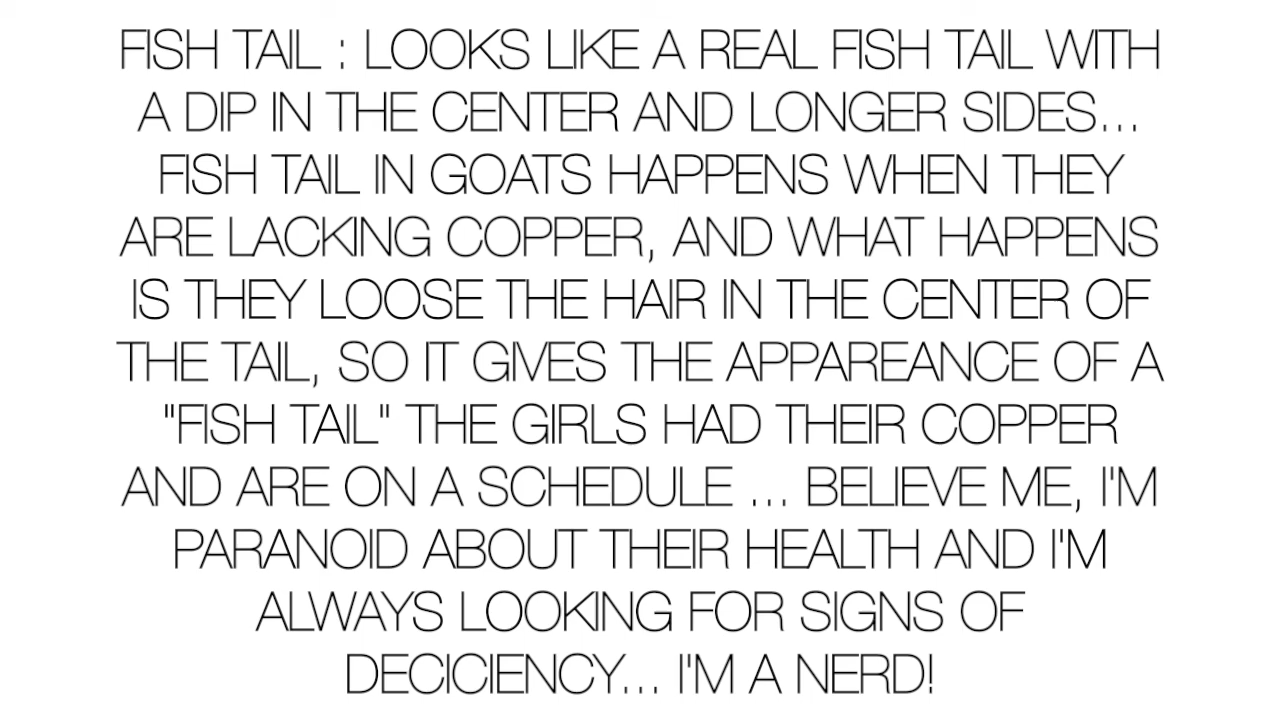 FISH TAIL : LOOKS LIKE A REAL FISH TAIL WITH
A DIP IN THE CENTER AND LONGER SIDES...
FISH TAIL IN GOATS HAPPENS WHEN THEY
ARE LACKING COPPER, AND WHAT HAPPENS
IS THEY LOOSE THE HAIR IN THE CENTER OF
THE TAIL, SO IT GIVES THE APPAREANCE OF A
"FISH TAIL" THE GIRLS HAD THEIR COPPER
AND ARE ON A SCHEDULE ... BELIEVE ME, I'M
PARANOID ABOUT THEIR HEALTH AND I'M
ALWAYS LOOKING FOR SIGNS OF
DECICIENCY... I'M A NERD!